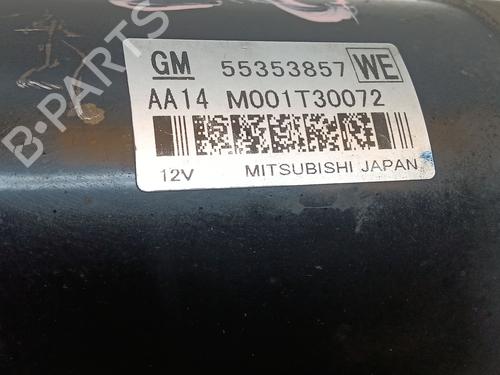 GM 55353857 WE
AA14 M001T30072
12V MITSUBISHI JAPAN
B-PARTS